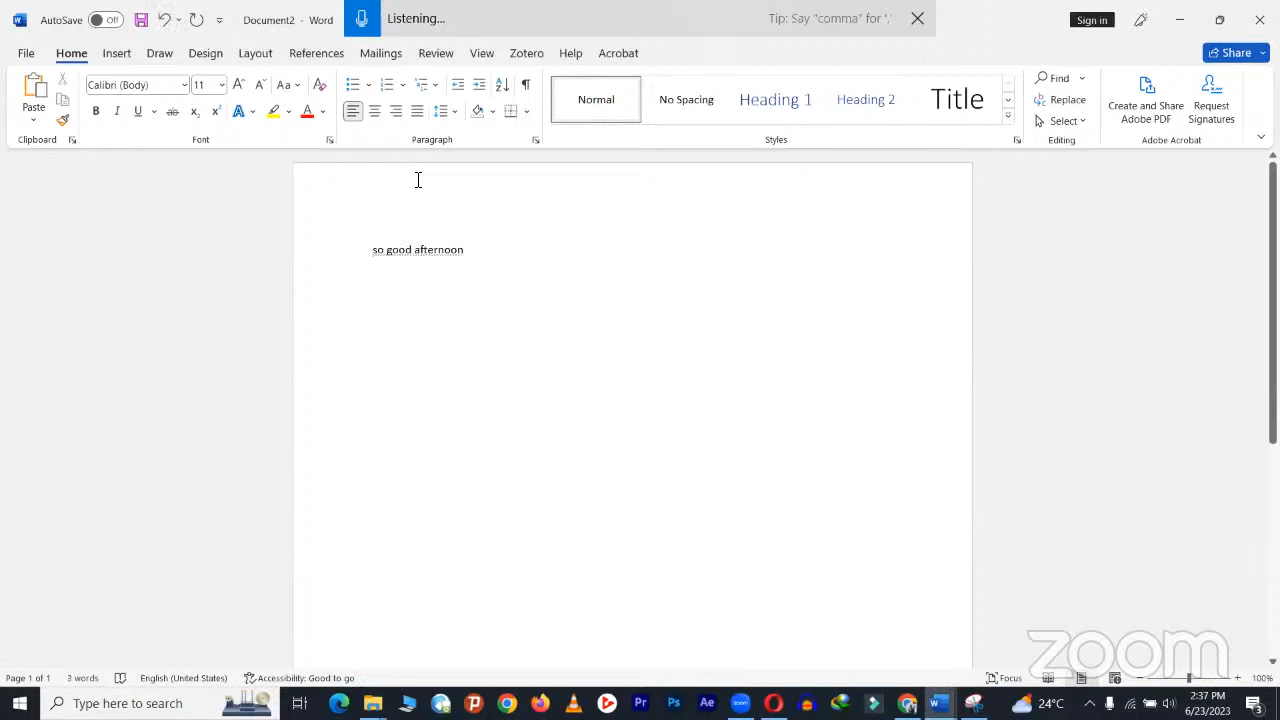 AutoSave Off Document2 - Word Listening... Tip: Say "comma" for ',' Sign in
File Home Insert Draw Design Layout References Mailings Review View Zotero Help Acrobat Share
Paste Calibri (Body) 11 Aa Normal No Spacing Heading 1 Heading 2 Title Find Replace Select Create and Share Adobe PDF Request Signatures
Clipboard Font Paragraph Styles Editing Adobe Acrobat
so good afternoon
zoom
Page 1 of 1 3 words English (United States) Accessibility: Good to go Focus 100%
Type here to search 24°C 2:37 PM
6/23/2023